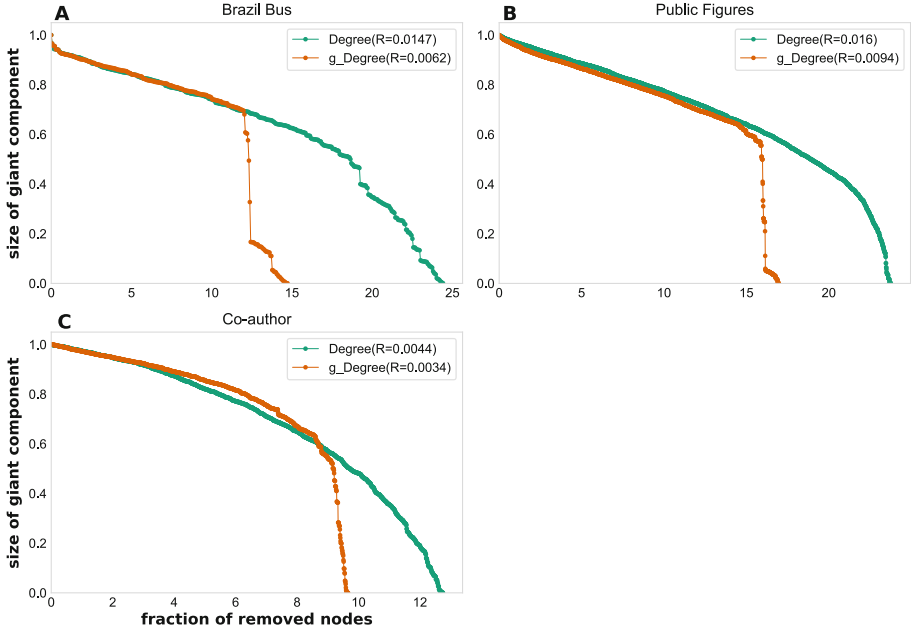 A
Brazil Bus
Degree(R=0.0147)
g_Degree(R=0.0062)
size of giant component
1.0
0.8
0.6
0.4
0.2
0.0
0 5 10 15 20 25
B
Public Figures
Degree(R=0.016)
g_Degree(R=0.0094)
1.0
0.8
0.6
0.4
0.2
0.0
0 5 10 15 20
C
Co-author
Degree(R=0.0044)
g_Degree(R=0.0034)
size of giant component
1.0
0.8
0.6
0.4
0.2
0.0
0 2 4 6 8 10 12
fraction of removed nodes